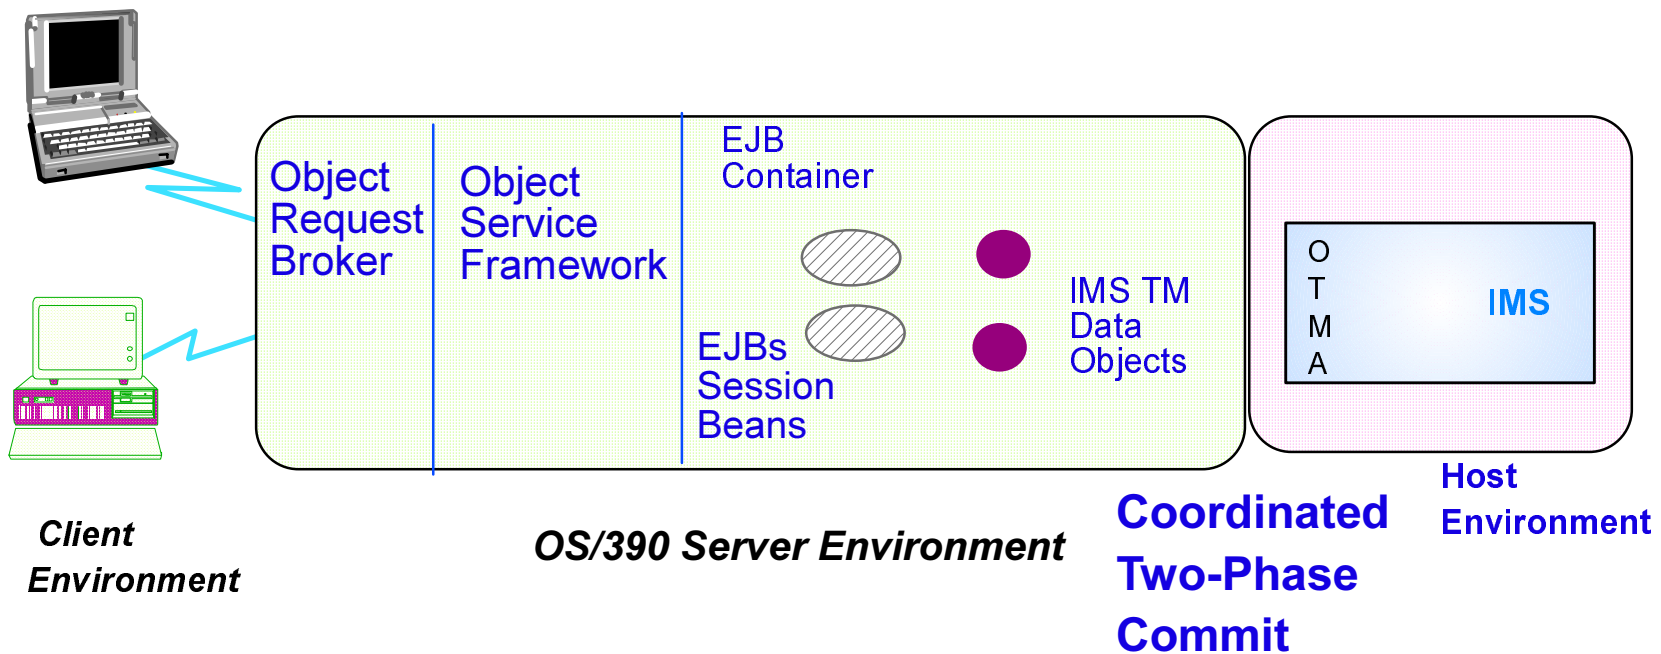 Object
Request
Broker
Object
Service
Framework
EJB
Container
EJBs
Session
Beans
IMS TM
Data
Objects
O
T
M
A
IMS
Client
Environment
OS/390 Server Environment
Coordinated
Two-Phase
Commit
Host
Environment